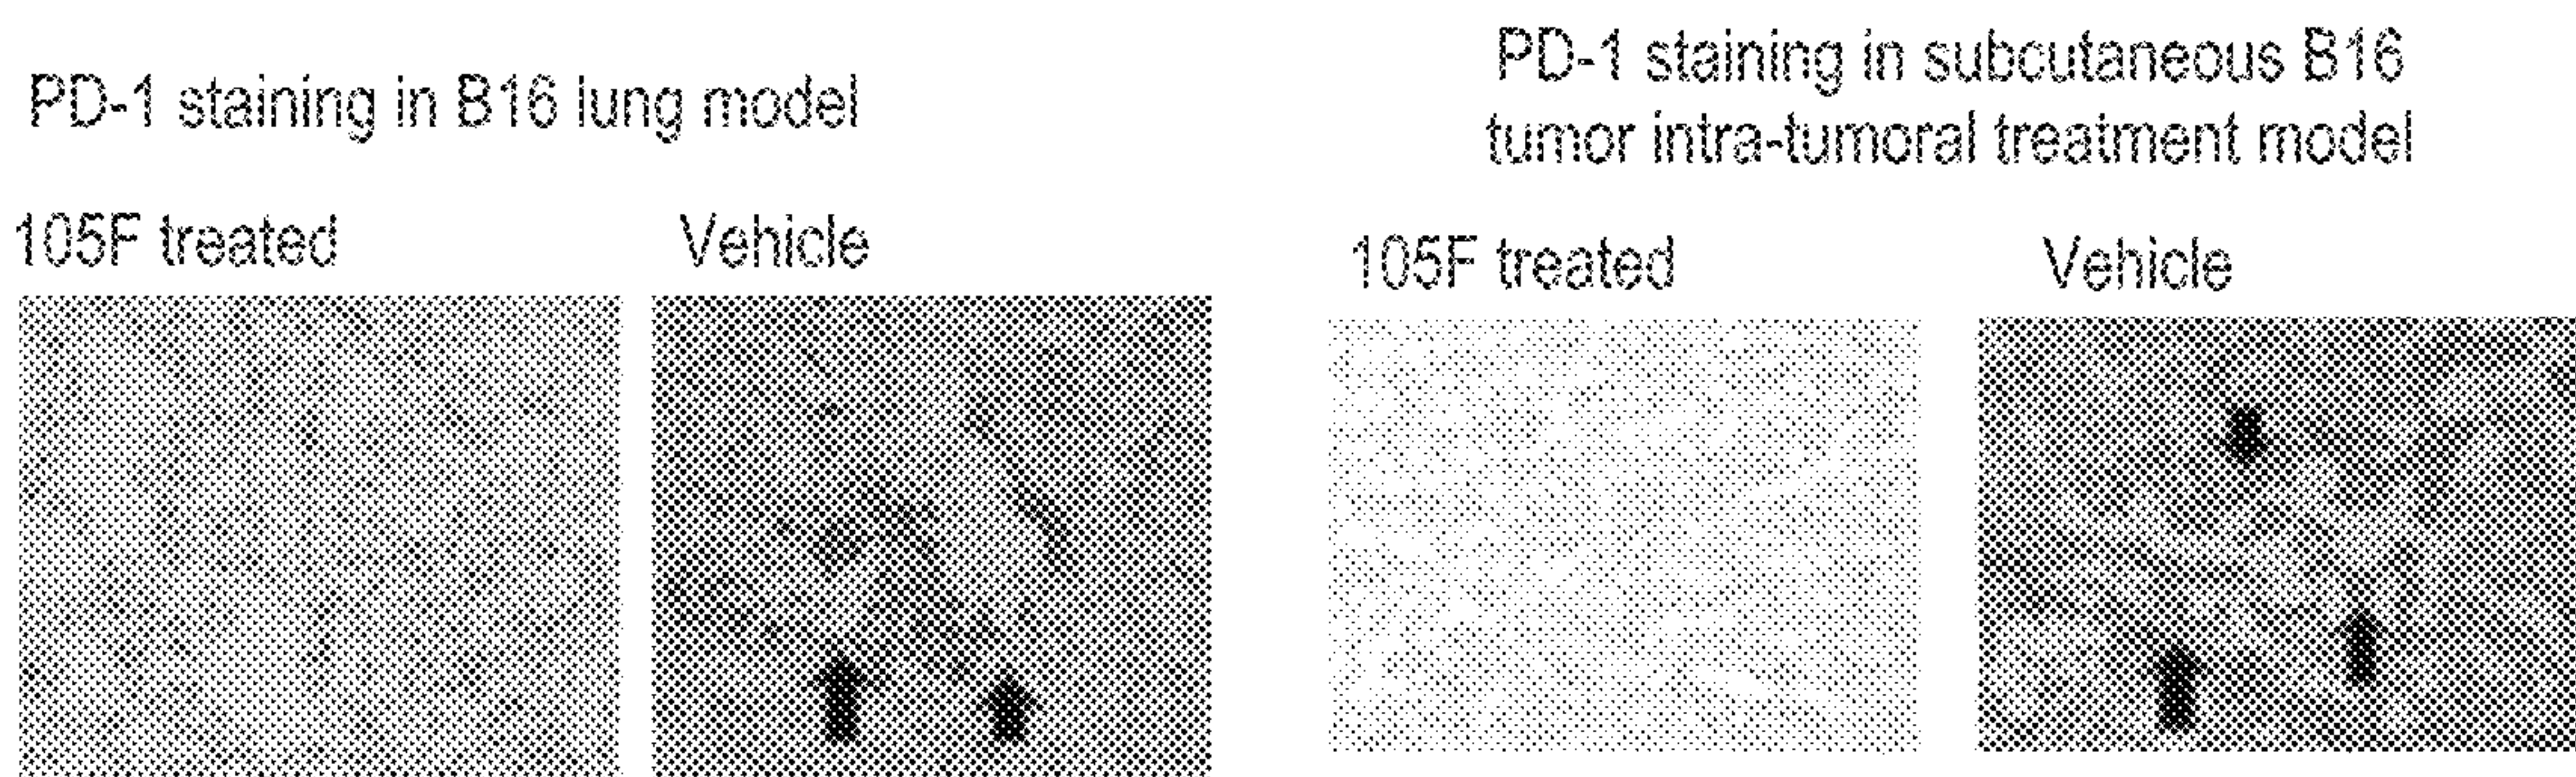 PD-1 staining in B16 lung model
105F treated
Vehicle
PD-1 staining in subcutaneous B16
tumor intra-tumoral treatment model
105F treated
Vehicle